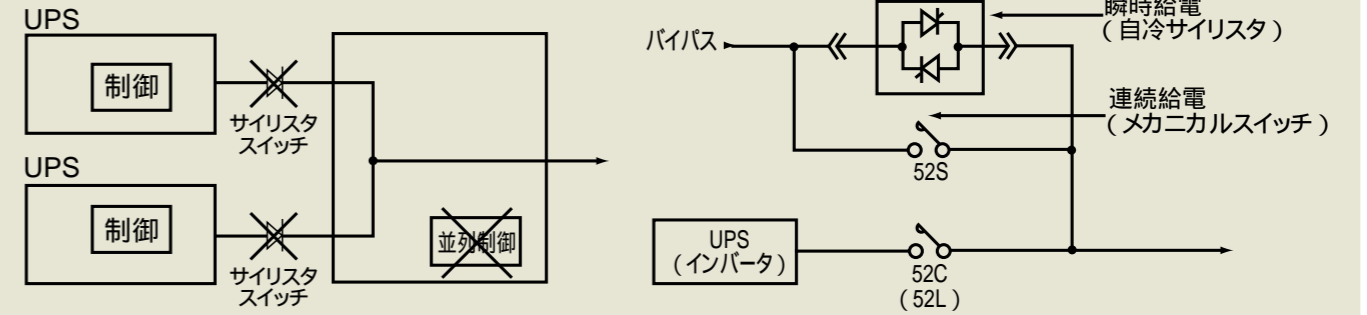 UPS
制御
サイリスタ
スイッチ
UPS
制御
サイリスタ
スイッチ
並列制御
バイパス
瞬時給電
(自冷サイリスタ)
連続給電
(メカニカルスイッチ)
52S
UPS
(インバータ)
52C
(52L)